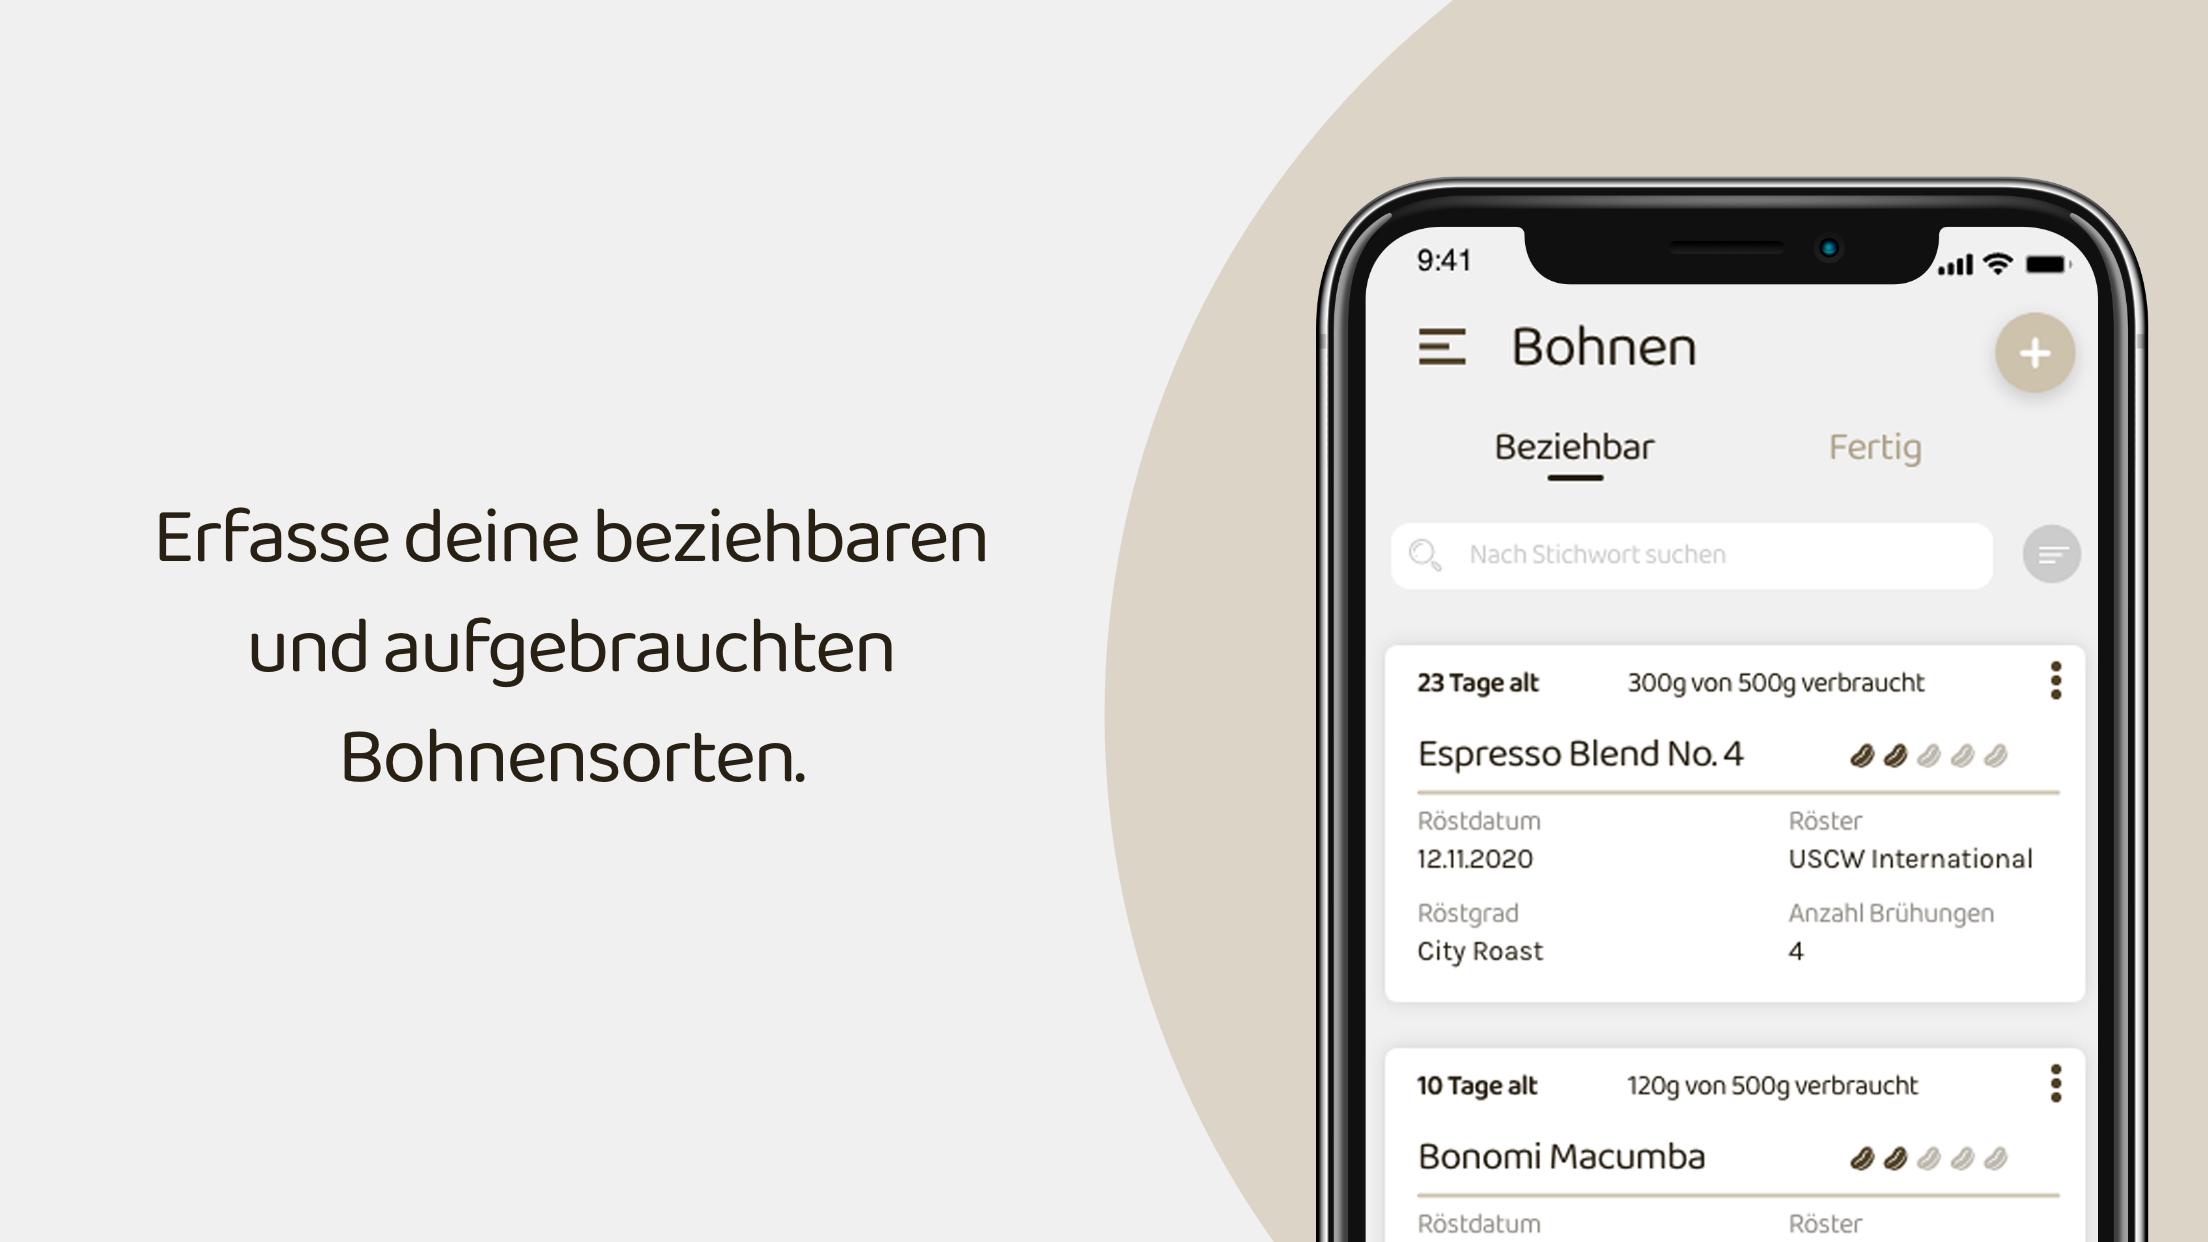 Erfasse deine beziehbaren
und aufgebrauchten
Bohnensorten.
9:41
Bohnen
Beziehbar Fertig
Nach Stichwort suchen
23 Tage alt 300g von 500g verbraucht
Espresso Blend No. 4
Röstdatum Röster
12.11.2020 USCW International
Röstgrad Anzahl Brühungen
City Roast 4
10 Tage alt 120g von 500g verbraucht
Bonomi Macumba
Röstdatum Röster